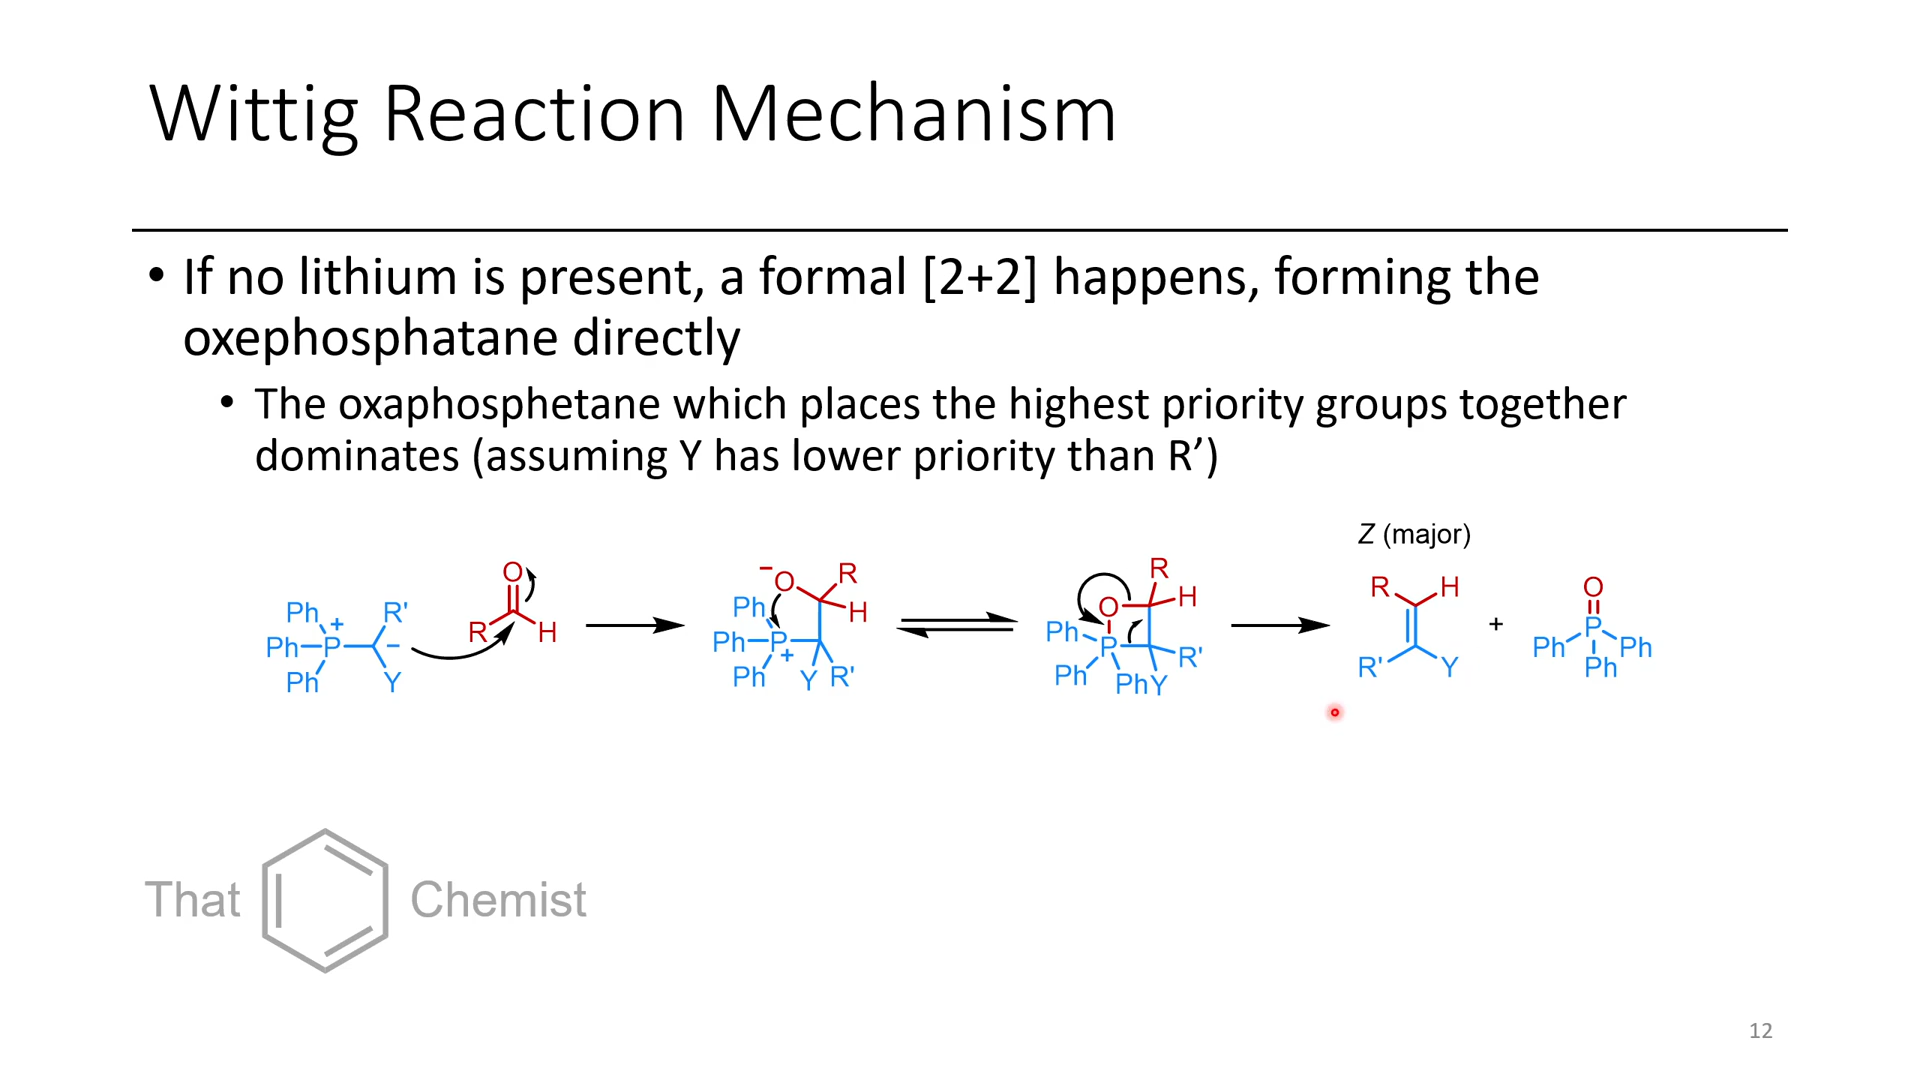 Wittig Reaction Mechanism
• If no lithium is present, a formal [2+2] happens, forming the
oxephosphatane directly
• The oxaphosphetane which places the highest priority groups together
dominates (assuming Y has lower priority than R’)
Z (major)
Ph Ph Ph P + R' − Y
O R H
− O R H Ph Ph Ph P + Y R'
R H O Ph Ph Ph P R' Y
R H R' Y
+
O P Ph Ph Ph
That Chemist
12